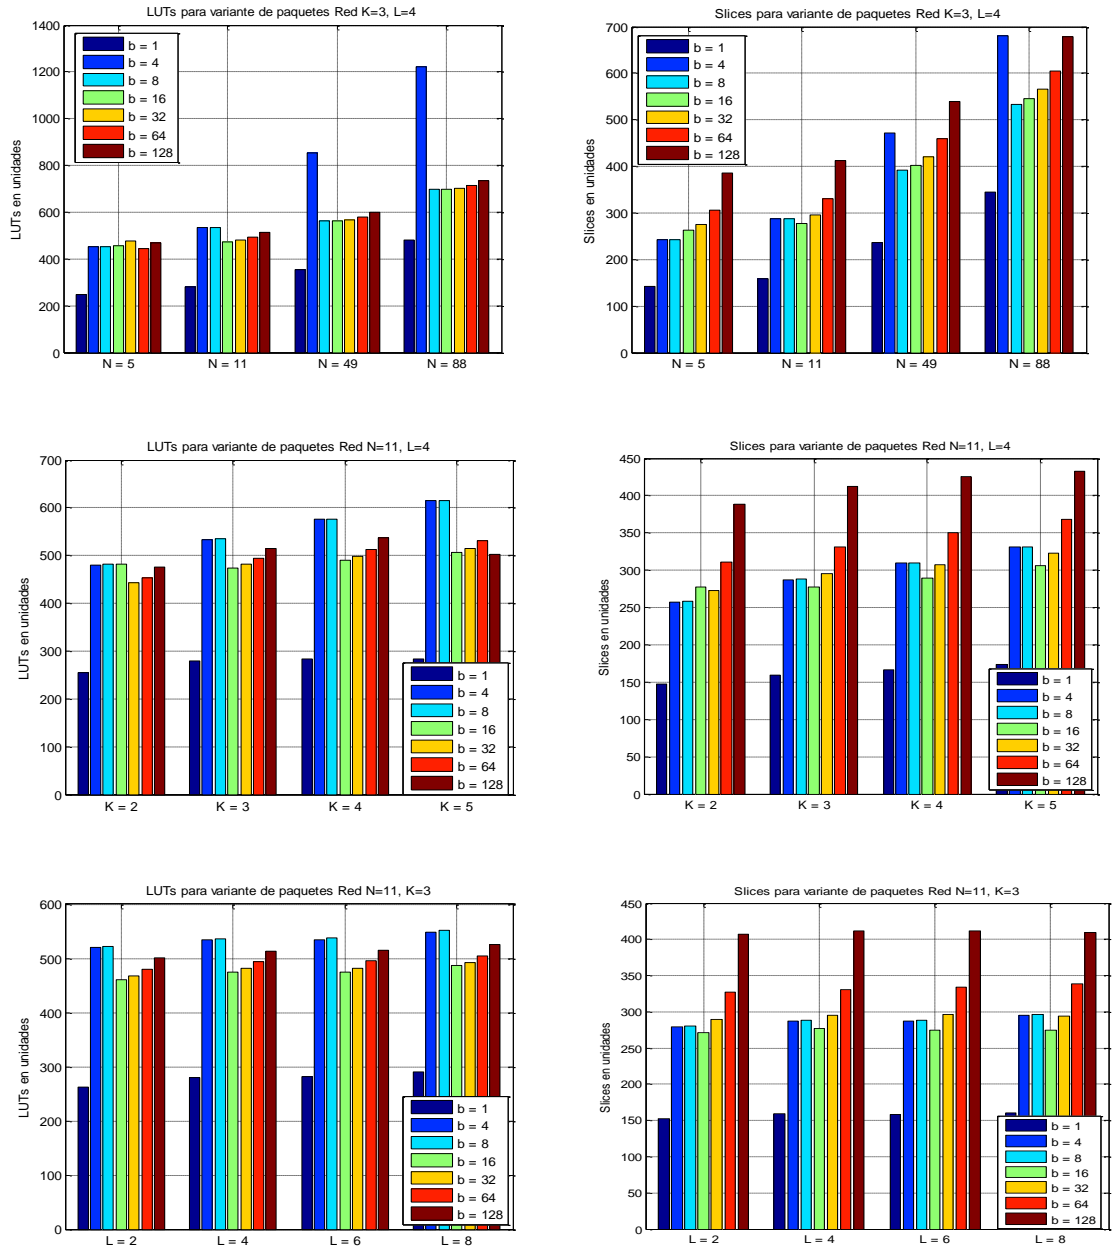 LUTs para variante de paquetes Red K=3, L=4
LUTs en unidades
1400
1200
1000
800
600
400
200
0
b = 1
b = 4
b = 8
b = 16
b = 32
b = 64
b = 128
N = 5
N = 11
N = 49
N = 88
Slices para variante de paquetes Red K=3, L=4
Slices en unidades
700
600
500
400
300
200
100
0
b = 1
b = 4
b = 8
b = 16
b = 32
b = 64
b = 128
N = 5
N = 11
N = 49
N = 88
LUTs para variante de paquetes Red N=11, L=4
LUTs en unidades
700
600
500
400
300
200
100
0
b = 1
b = 4
b = 8
b = 16
b = 32
b = 64
b = 128
K = 2
K = 3
K = 4
K = 5
Slices para variante de paquetes Red N=11, L=4
Slices en unidades
450
400
350
300
250
200
150
100
50
0
b = 1
b = 4
b = 8
b = 16
b = 32
b = 64
b = 128
K = 2
K = 3
K = 4
K = 5
LUTs para variante de paquetes Red N=11, K=3
LUTs en unidades
600
500
400
300
200
100
0
b = 1
b = 4
b = 8
b = 16
b = 32
b = 64
b = 128
L = 2
L = 4
L = 6
L = 8
Slices para variante de paquetes Red N=11, K=3
Slices en unidades
450
400
350
300
250
200
150
100
50
0
b = 1
b = 4
b = 8
b = 16
b = 32
b = 64
b = 128
L = 2
L = 4
L = 6
L = 8